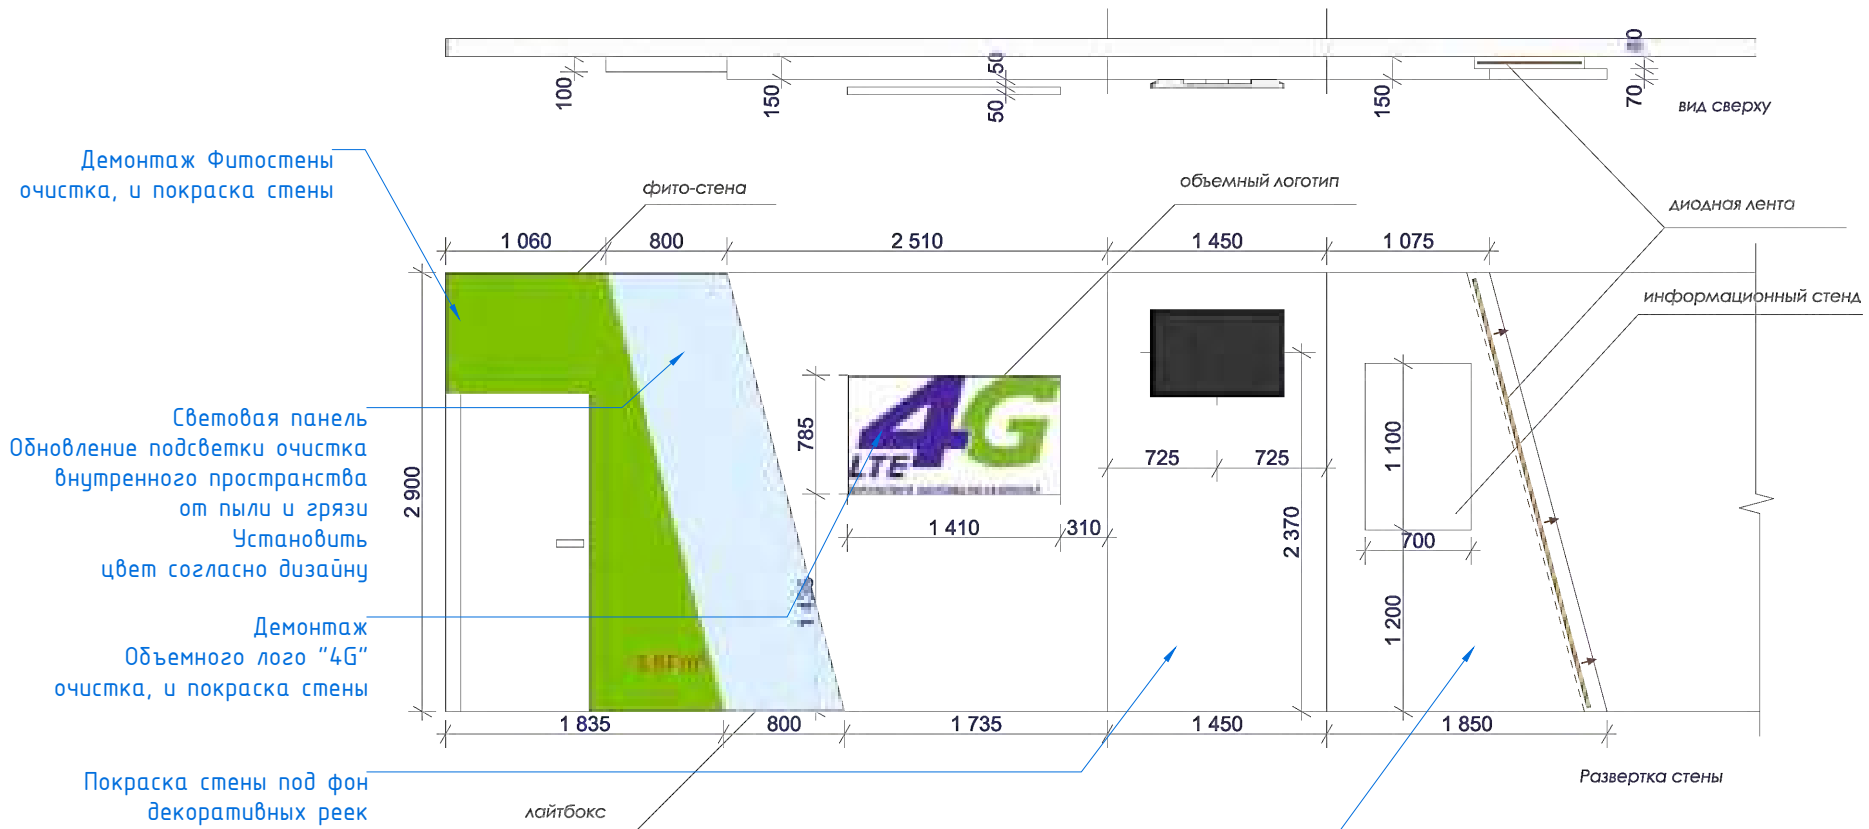 50
100
150
50
150
70
вид сверху
Демонтаж Фитостены
очистка, и покраска стены
фито-стена
объемный логотип
диодная лента
информационный стенд
1 060
800
2 510
1 450
1 075
Световая панель
Обновление подсветки очистка
внутренного пространства
от пыли и грязи
Установить
цвет согласно дизайну
2 900
785
4G
LTE
1 410
310
725
725
2 370
1 100
700
1 200
Демонтаж
Объемного лого "4G"
очистка, и покраска стены
1 835
800
1 735
1 450
1 850
Покраска стены под фон
декоративных реек
лайтбокс
Развертка стены